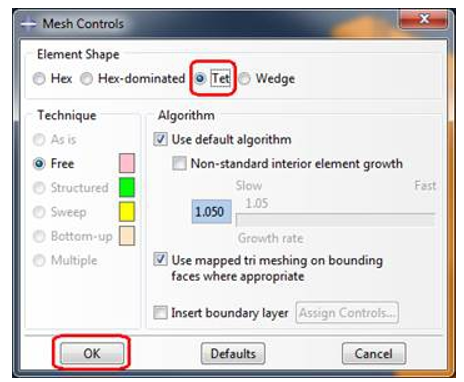 Mesh Controls
Element Shape
Hex Hex-dominated Tet Wedge
Technique
As is
Free
Structured
Sweep
Bottom-up
Multiple
Algorithm
Use default algorithm
Non-standard interior element growth
Slow Fast
1.050 1.05
Growth rate
Use mapped tri meshing on bounding
faces where appropriate
Insert boundary layer Assign Controls...
OK Defaults Cancel